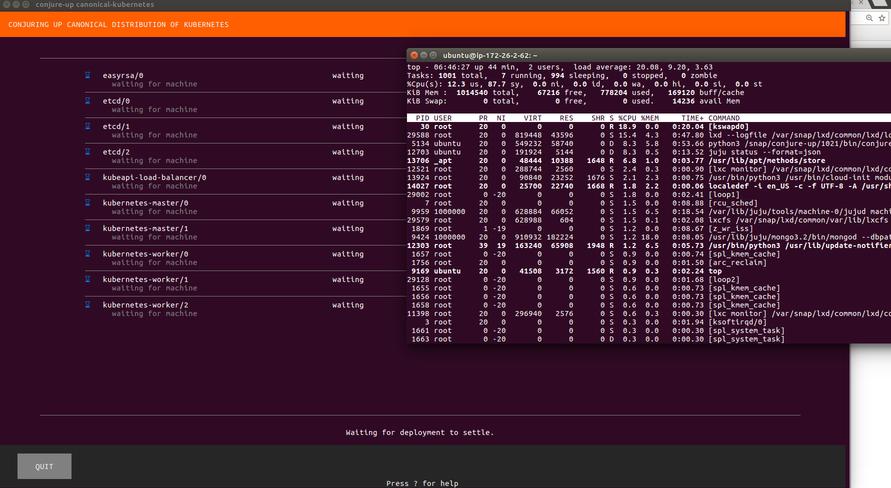 conjure-up canonical-kubernetes
CONJURING UP CANONICAL DISTRIBUTION OF KUBERNETES
easyrsa/0 waiting
waiting for machine
etcd/0 waiting
waiting for machine
etcd/1 waiting
waiting for machine
etcd/2 waiting
waiting for machine
kubeapi-load-balancer/0 waiting
waiting for machine
kubernetes-master/0 waiting
waiting for machine
kubernetes-master/1 waiting
waiting for machine
kubernetes-worker/0 waiting
waiting for machine
kubernetes-worker/1 waiting
waiting for machine
kubernetes-worker/2 waiting
waiting for machine
Waiting for deployment to settle.
QUIT
Press ? for help
ubuntu@ip-172-26-2-62: ~
top - 06:46:27 up 44 min, 2 users, load average: 20.08, 9.20, 3.63
Tasks: 1001 total, 7 running, 994 sleeping, 0 stopped, 0 zombie
%Cpu(s): 12.3 us, 87.7 sy, 0.0 ni, 0.0 id, 0.0 wa, 0.0 hi, 0.0 si, 0.0 st
KiB Mem : 1014540 total, 67216 free, 778204 used, 169120 buff/cache
KiB Swap: 0 total, 0 free, 0 used. 14236 avail Mem
PID USER PR NI VIRT RES SHR S %CPU %MEM TIME+ COMMAND
30 root 20 0 0 0 0 R 18.9 0.0 0:20.04 [kswapd0]
29588 root 20 0 819448 43596 0 S 15.4 4.3 0:47.80 lxd --logfile /var/snap/lxd/common/lxd/lo
5134 ubuntu 20 0 549232 58740 0 D 8.3 5.8 0:53.66 python3 /snap/conjure-up/1021/bin/conjure
12703 ubuntu 20 0 191924 5144 0 D 8.3 0.5 0:13.52 juju status --format=json
13706 _apt 20 0 48444 10388 1648 R 6.8 1.0 0:03.77 /usr/lib/apt/methods/store
12521 root 20 0 288744 2560 0 S 2.4 0.3 0:00.90 [lxc monitor] /var/snap/lxd/common/lxd/co
13924 root 20 0 90840 23252 1676 S 2.1 2.3 0:00.75 /usr/bin/python3 /usr/bin/cloud-init modu
14027 root 20 0 25700 22740 1668 R 1.8 2.2 0:00.06 localedef -i en_US -c -f UTF-8 -A /usr/sh
29002 root 0 -20 0 0 0 S 1.8 0.0 0:02.41 [loop1]
7 root 20 0 0 0 0 S 1.5 0.0 0:08.88 [rcu_sched]
9959 1000000 20 0 628884 66052 0 S 1.5 6.5 0:18.54 /var/lib/juju/tools/machine-0/jujud machi
29579 root 20 0 628988 604 0 S 1.5 0.1 0:02.08 lxcfs /var/snap/lxd/common/var/lib/lxcfs
1869 root 1 -19 0 0 0 S 1.2 0.0 0:08.67 [z_wr_iss]
9424 1000000 20 0 910932 182224 0 S 1.2 18.0 0:08.05 /usr/lib/juju/mongo3.2/bin/mongod --dbpat
12303 root 39 19 163240 65908 1948 R 1.2 6.5 0:05.73 /usr/bin/python3 /usr/lib/update-notifier
1657 root 0 -20 0 0 0 S 0.9 0.0 0:00.74 [spl_kmem_cache]
1756 root 20 0 0 0 0 S 0.9 0.0 0:01.50 [arc_reclaim]
9169 ubuntu 20 0 41508 3172 1560 R 0.9 0.3 0:02.24 top
29128 root 0 -20 0 0 0 S 0.9 0.0 0:01.68 [loop2]
1655 root 0 -20 0 0 0 S 0.6 0.0 0:00.73 [spl_kmem_cache]
1656 root 0 -20 0 0 0 S 0.6 0.0 0:00.73 [spl_kmem_cache]
1658 root 0 -20 0 0 0 S 0.6 0.0 0:00.73 [spl_kmem_cache]
11398 root 20 0 296940 2576 0 S 0.6 0.3 0:00.30 [lxc monitor] /var/snap/lxd/common/lxd/co
3 root 20 0 0 0 0 S 0.3 0.0 0:01.94 [ksoftirqd/0]
1661 root 0 -20 0 0 0 S 0.3 0.0 0:00.30 [spl_system_task]
1663 root 0 -20 0 0 0 D 0.3 0.0 0:00.30 [spl_system_task]